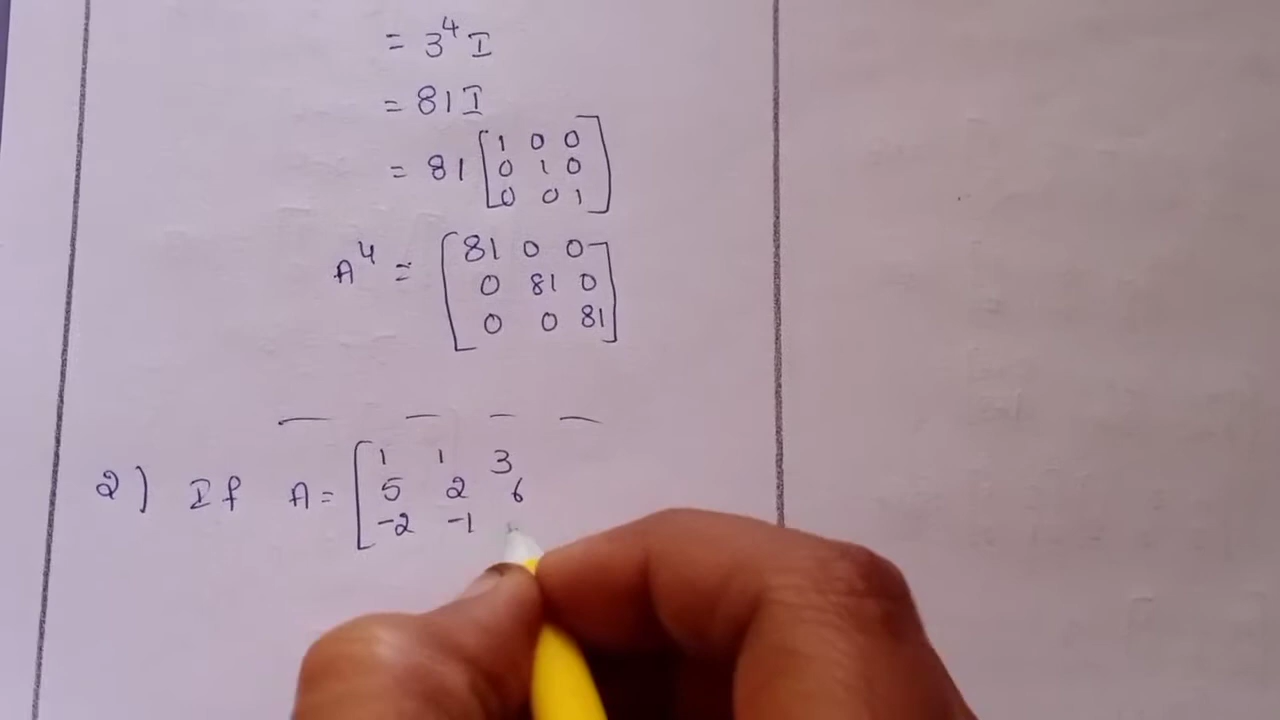 = 3⁴ I
= 81 I
= 81 [1 0 0
0 1 0
0 0 1]
A⁴ = [81 0 0
0 81 0
0 0 81]
2) If A = [1 1 3
5 2 6
-2 -1